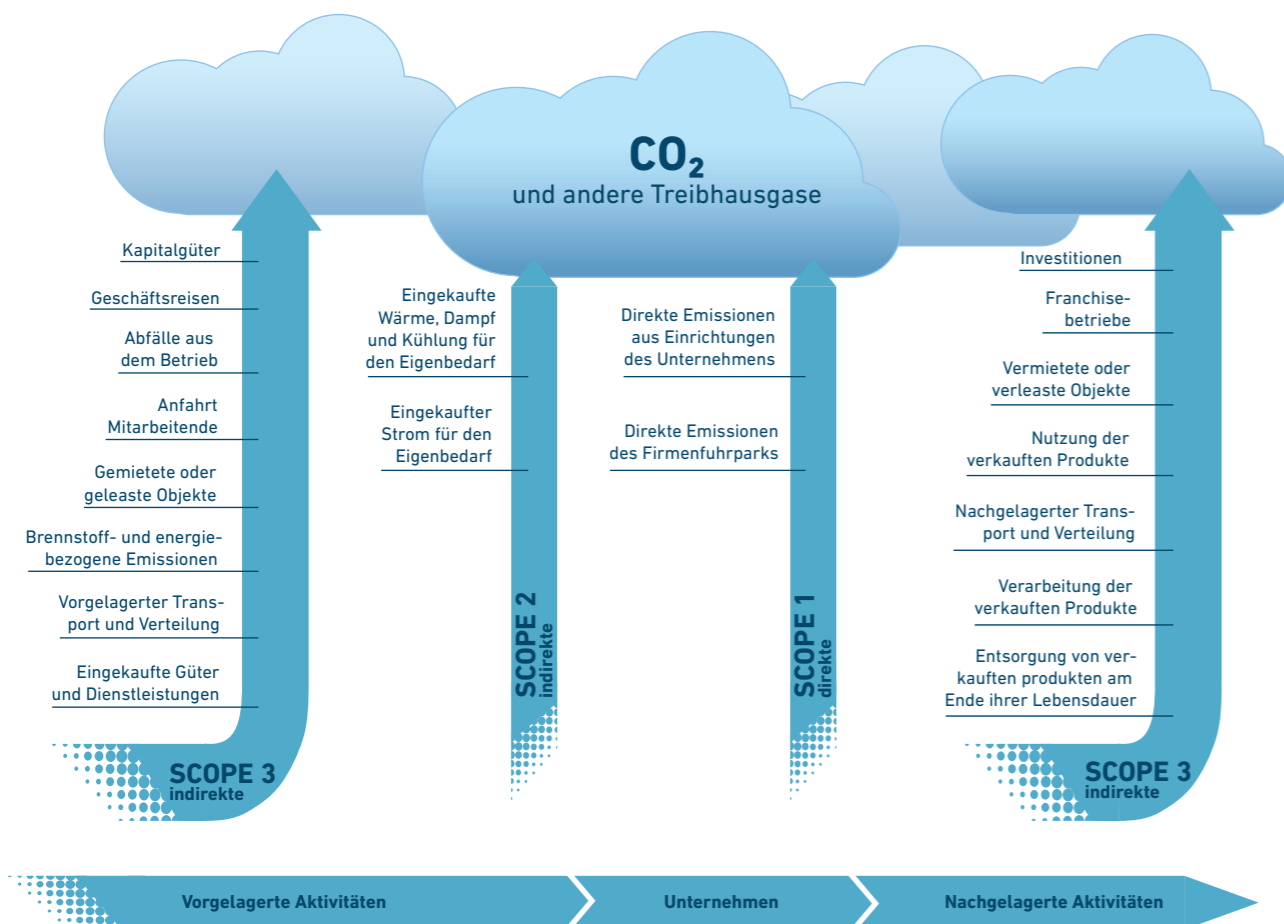 CO₂
und andere Treibhausgase
Kapitalgüter
Geschäftsreisen
Abfälle aus
dem Betrieb
Anfahrt
Mitarbeitende
Gemietete oder
geleaste Objekte
Brennstoff- und energie-
bezogene Emissionen
Vorgelagerter Trans-
port und Verteilung
Eingekaufte Güter
und Dienstleistungen
SCOPE 3
indirekte
Eingekaufte
Wärme, Dampf
und Kühlung für
den Eigenbedarf
Eingekaufter
Strom für den
Eigenbedarf
SCOPE 2
indirekte
Direkte Emissionen
aus Einrichtungen
des Unternehmens
Direkte Emissionen
des Firmenfuhrparks
SCOPE 1
direkte
Investitionen
Franchise-
betriebe
Vermietete oder
verleaste Objekte
Nutzung der
verkauften Produkte
Nachgelagerter Trans-
port und Verteilung
Verarbeitung der
verkauften Produkte
Entsorgung von ver-
kauften produkten am
Ende ihrer Lebensdauer
SCOPE 3
indirekte
Vorgelagerte Aktivitäten
Unternehmen
Nachgelagerte Aktivitäten